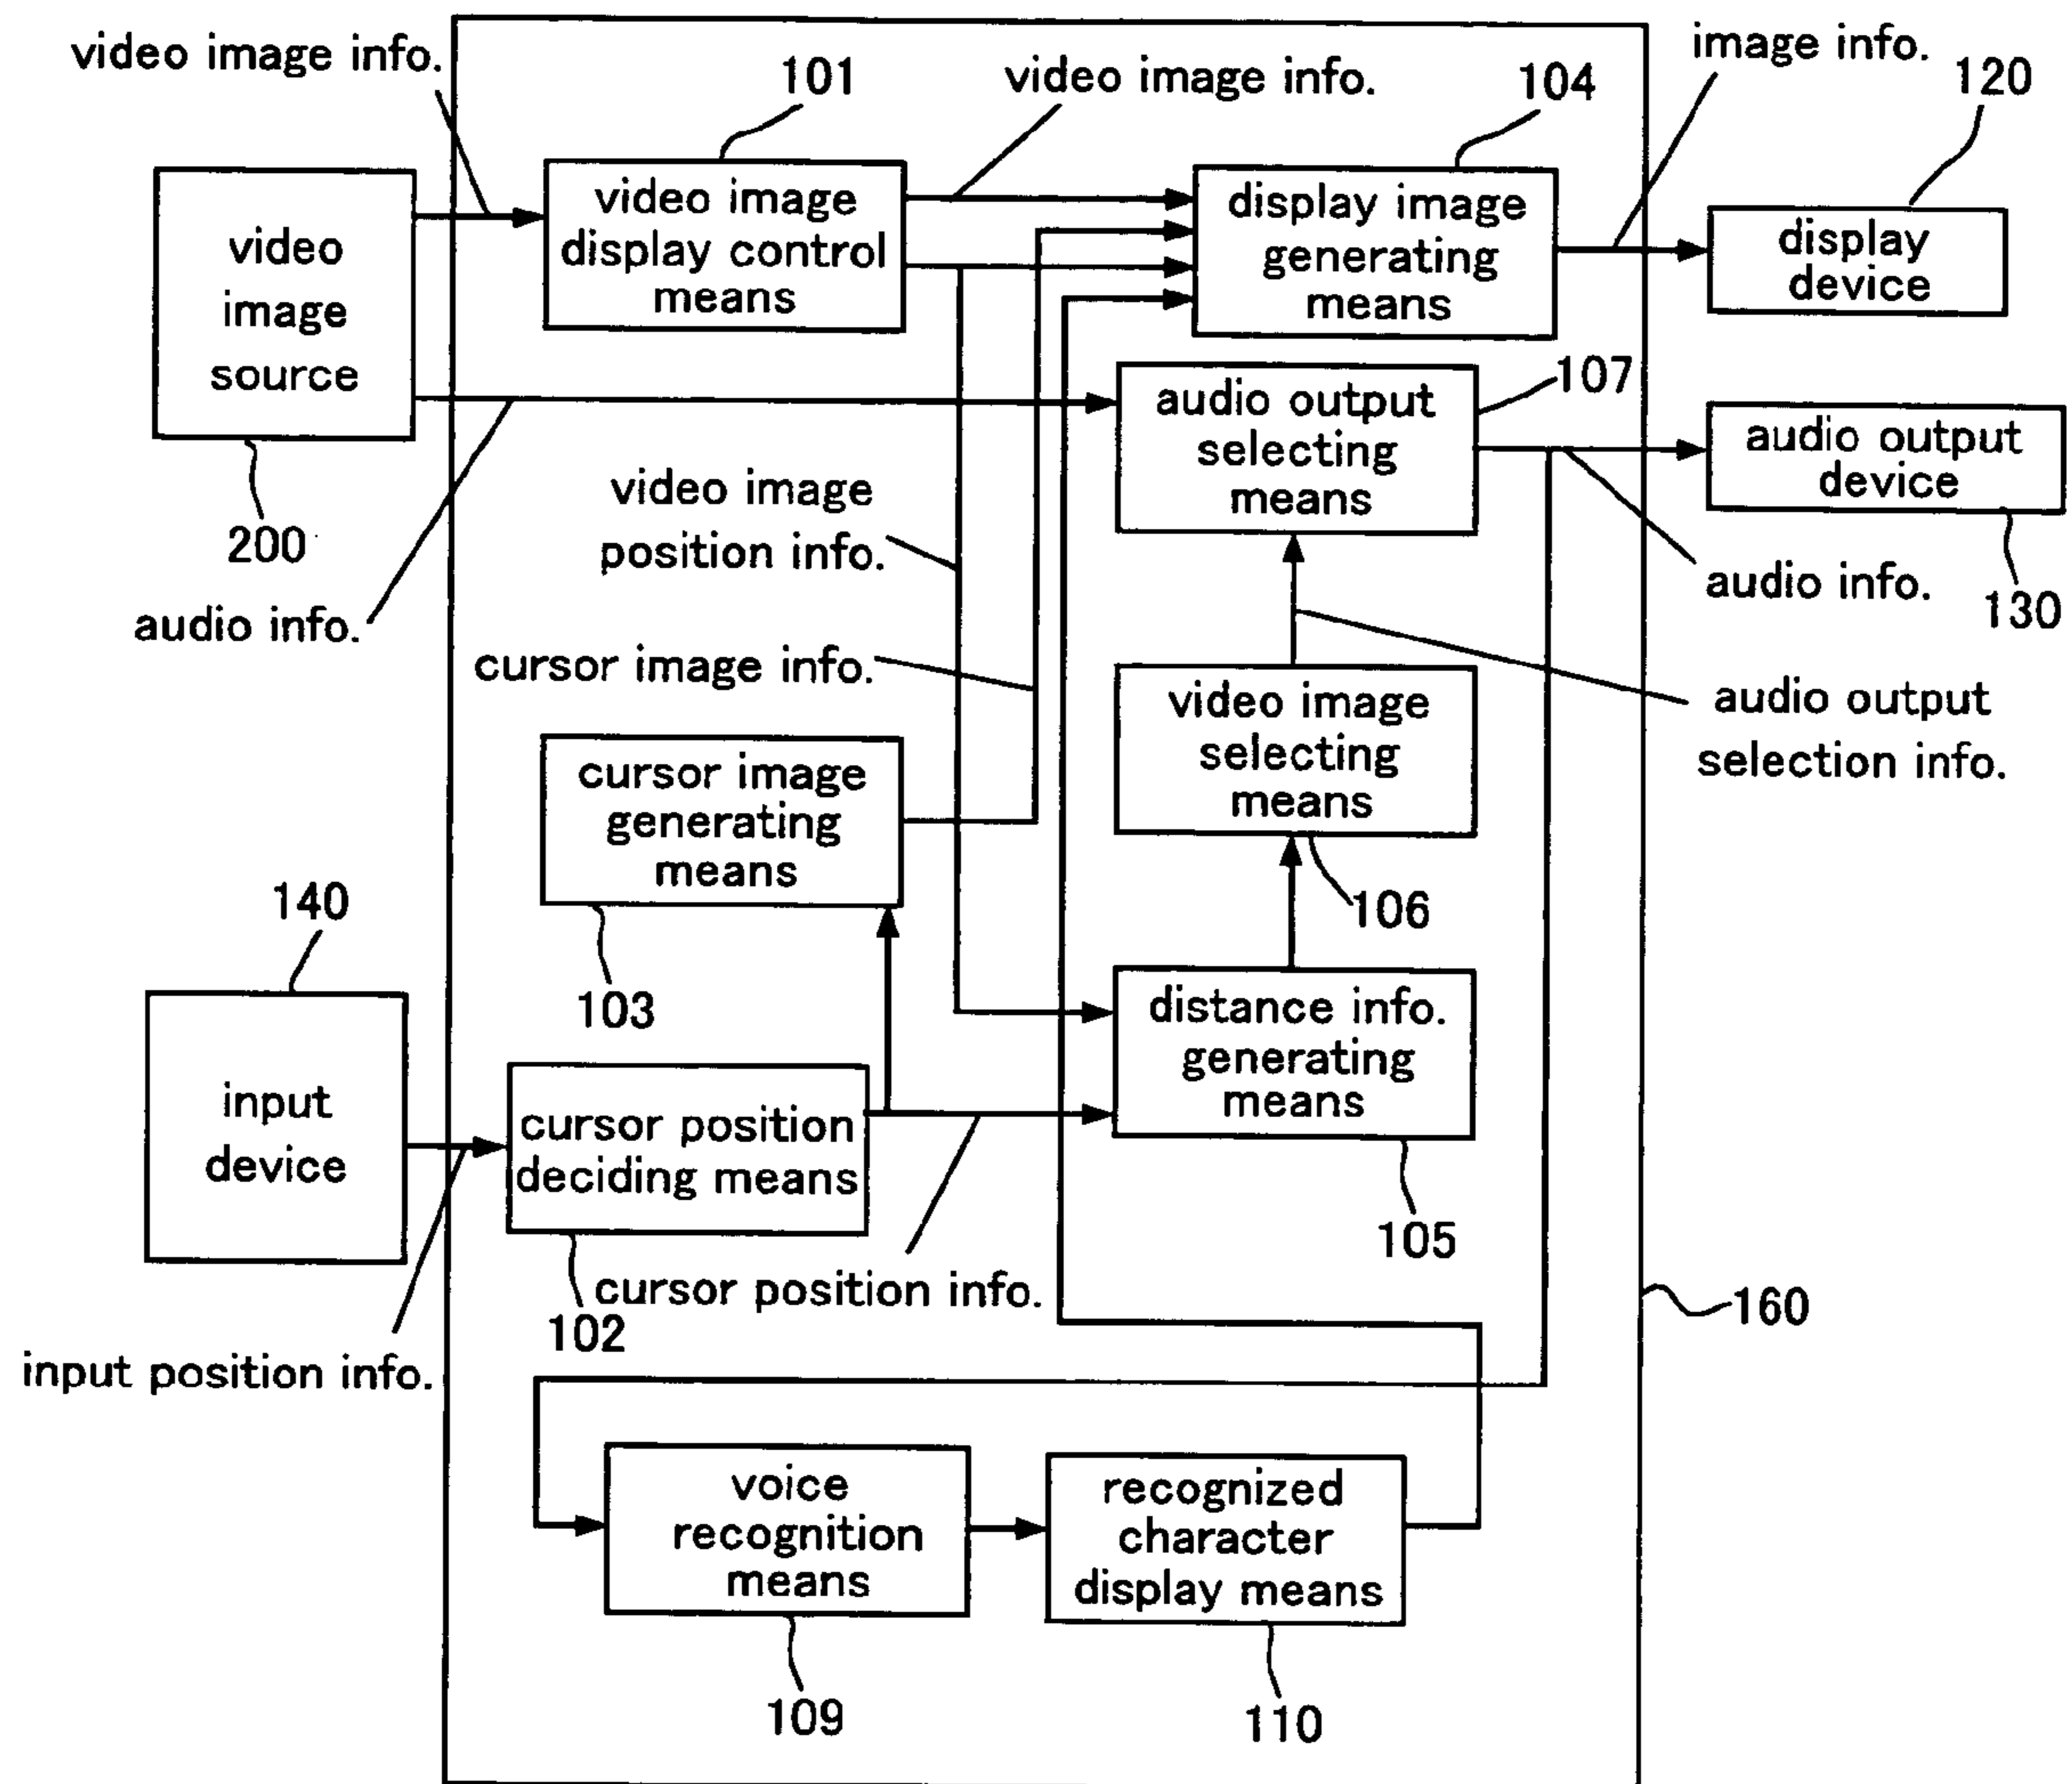 video image info.
101
video image info.
104
image info.
120
video
image
source
video image
display control
means
display image
generating
means
display
device
107
audio output
selecting
means
audio output
device
200
video image
position info.
audio info.
audio info.
130
cursor image info.
video image
selecting
means
audio output
selection info.
cursor image
generating
means
106
140
103
distance info.
generating
means
input
device
cursor position
deciding means
105
102
cursor position info.
160
input position info.
voice
recognition
means
recognized
character
display means
109
110